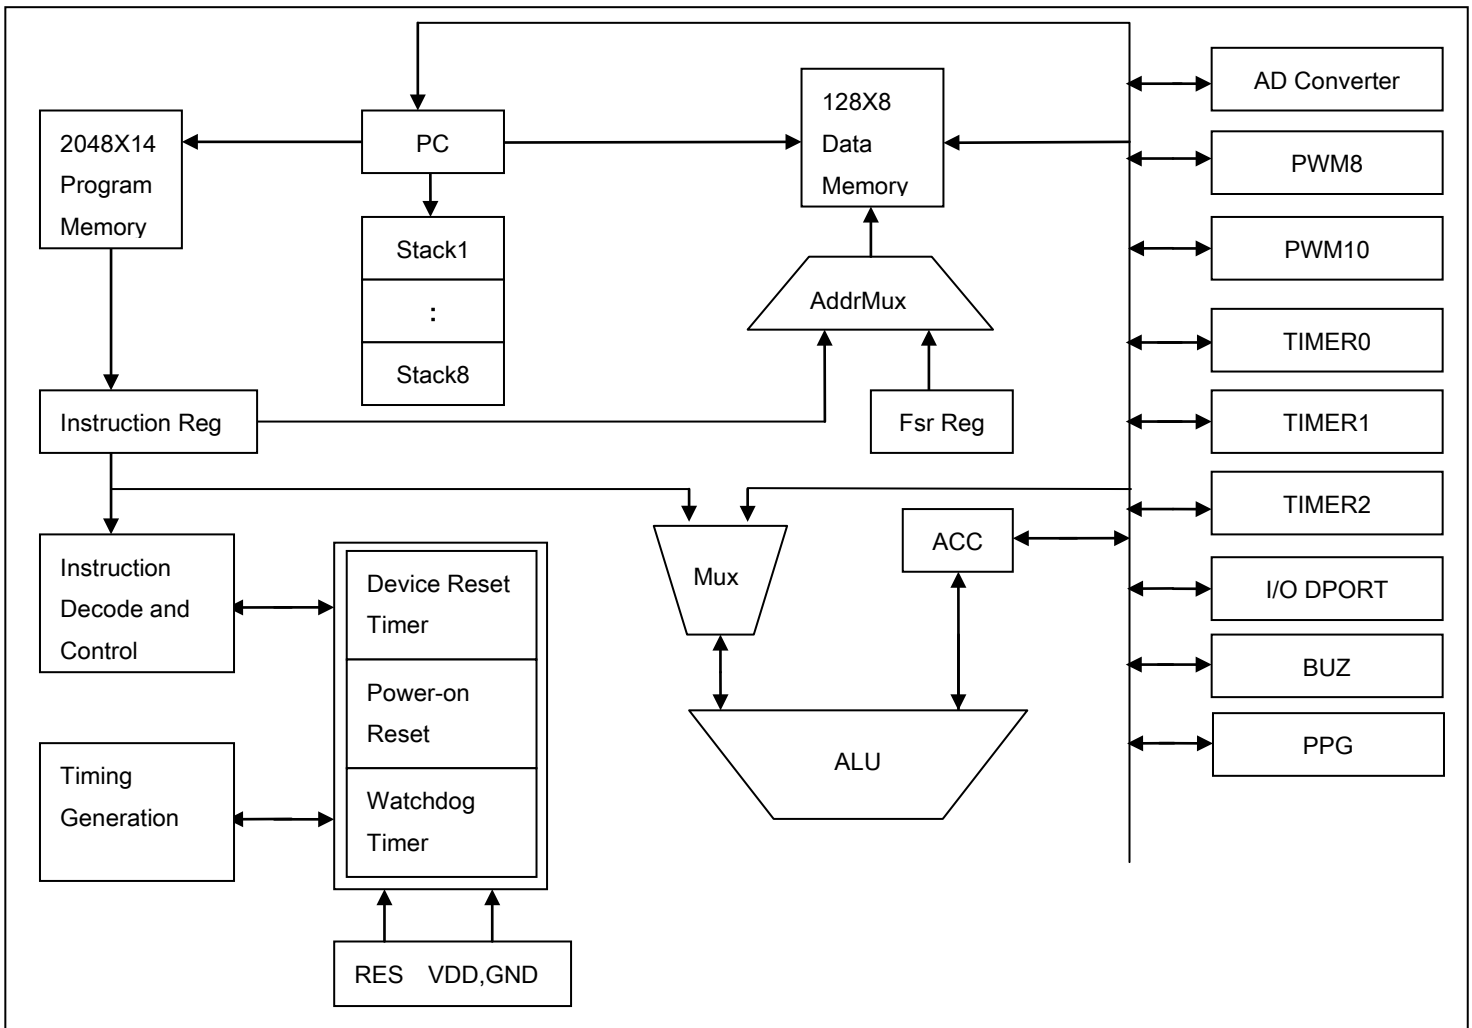 2048X14
Program
Memory
PC
Stack1
:
Stack8
128X8
Data
Memory
AddrMux
Instruction Reg
Fsr Reg
Instruction
Decode and
Control
Device Reset
Timer
Power-on
Reset
Watchdog
Timer
Timing
Generation
RES VDD,GND
Mux
ACC
ALU
AD Converter
PWM8
PWM10
TIMER0
TIMER1
TIMER2
I/O DPORT
BUZ
PPG